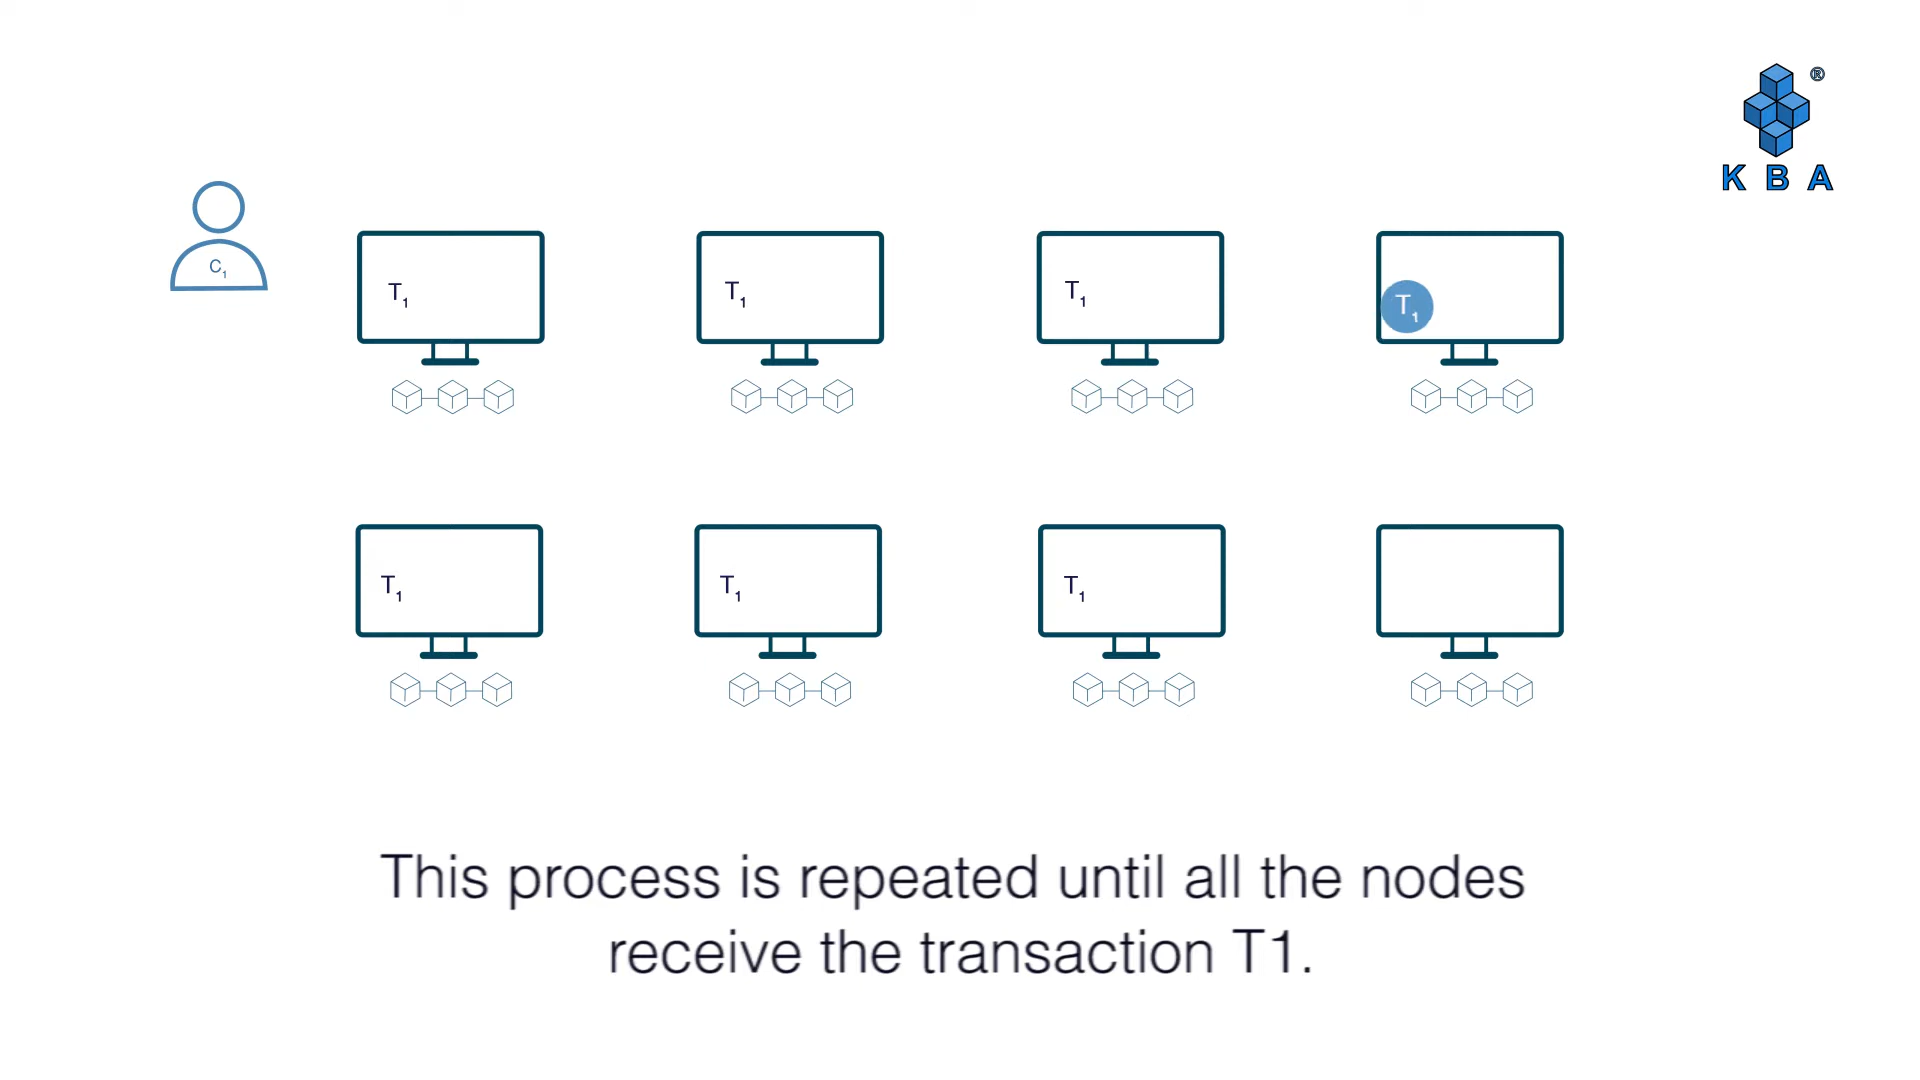 ®
K B A
C₁
T₁ T₁ T₁ T₁
T₁ T₁ T₁
This process is repeated until all the nodes
receive the transaction T1.